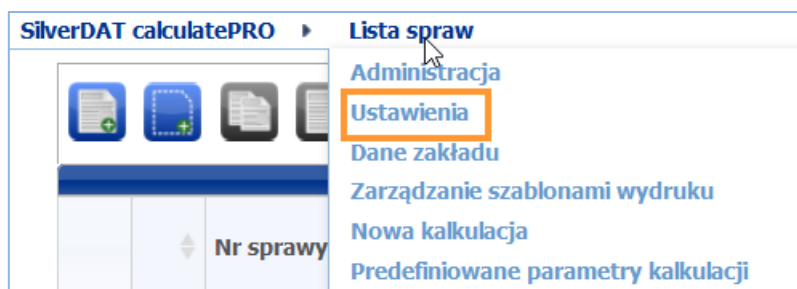 SilverDAT calculatePRO Lista spraw
Administracja
Ustawienia
Dane zakładu
Zarządzanie szablonami wydruku
Nr sprawy
Nowa kalkulacja
Predefiniowane parametry kalkulacji